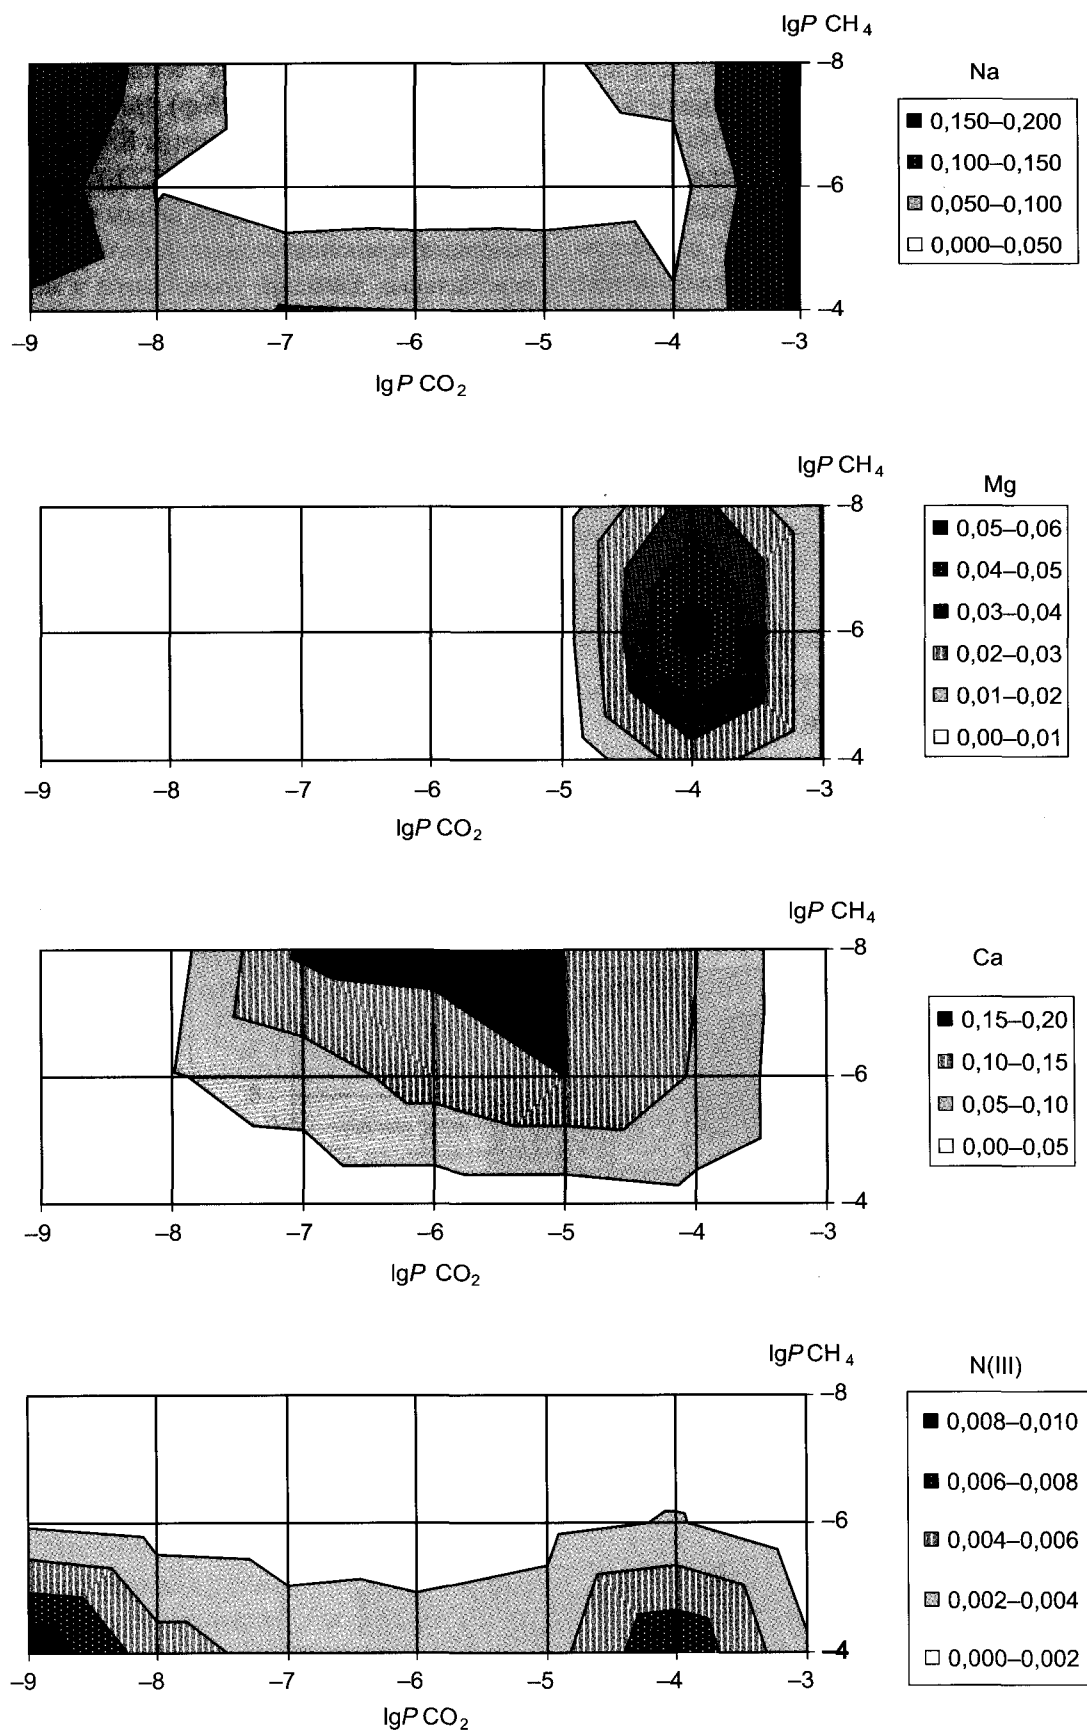 lgP CH₄
–8
Na
0,150–0,200
0,100–0,150
–6
0,050–0,100
0,000–0,050
–4
–9 –8 –7 –6 –5 –4 –3
lgP CO₂
lgP CH₄
–8
Mg
0,05–0,06
0,04–0,05
0,03–0,04
–6
0,02–0,03
0,01–0,02
0,00–0,01
–4
–9 –8 –7 –6 –5 –4 –3
lgP CO₂
lgP CH₄
–8
Ca
0,15–0,20
0,10–0,15
–6
0,05–0,10
0,00–0,05
–4
–9 –8 –7 –6 –5 –4 –3
lgP CO₂
lgP CH₄
–8
N(III)
0,008–0,010
0,006–0,008
–6
0,004–0,006
0,002–0,004
0,000–0,002
–4
–9 –8 –7 –6 –5 –4 –3
lgP CO₂